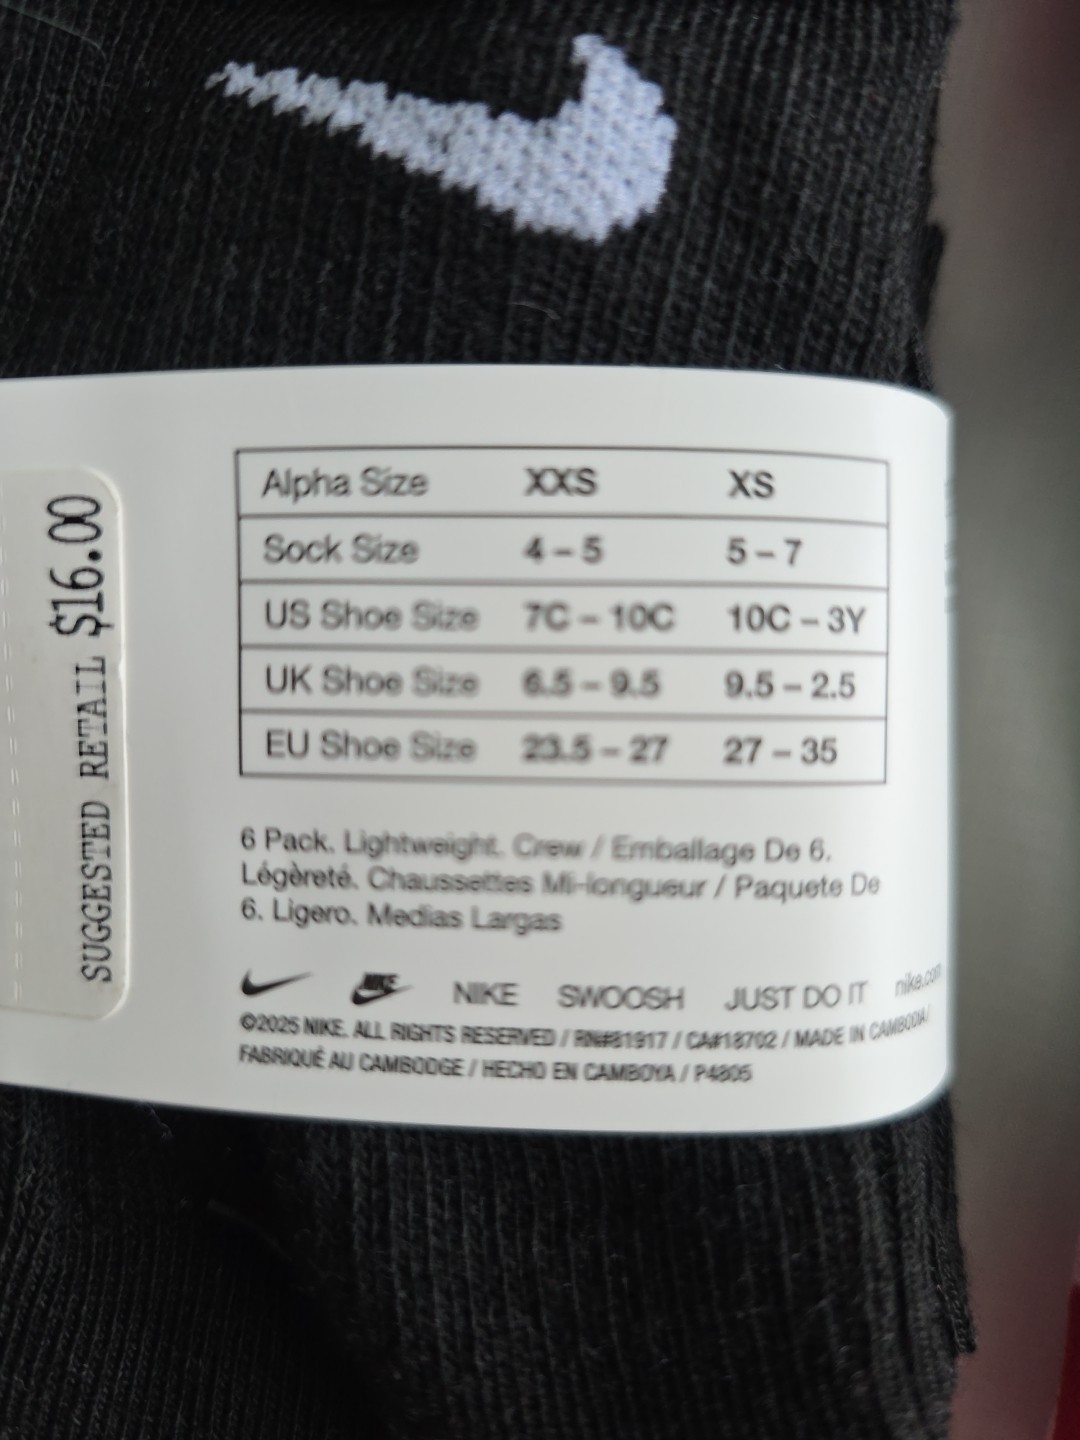 SUGGESTED RETAIL $16.00
Alpha Size XXS XS
Sock Size 4 – 5 5 – 7
US Shoe Size 7C – 10C 10C – 3Y
UK Shoe Size 6.5 – 9.5 9.5 – 2.5
EU Shoe Size 23.5 – 27 27 – 35
6 Pack. Lightweight. Crew / Emballage De 6.
Légèreté. Chaussettes Mi-longueur / Paquete De
6. Ligero. Medias Largas
NIKE NIKE SWOOSH JUST DO IT nike.com
©2025 NIKE. ALL RIGHTS RESERVED / RN#81917 / CA#18702 / MADE IN CAMBODIA/
FABRIQUÉ AU CAMBODGE / HECHO EN CAMBOYA / P4805